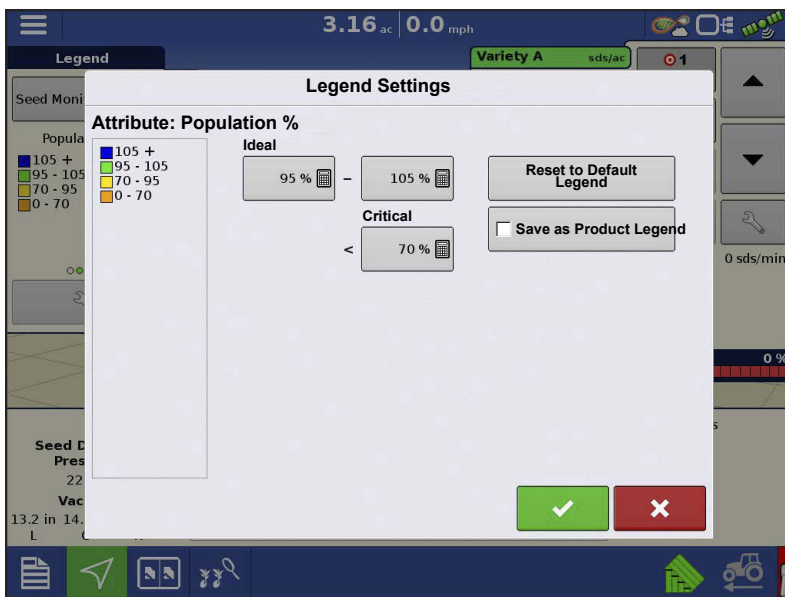 3.16 ac 0.0 mph
Legend
Variety A sds/ac
1
Seed Moni
Legend Settings
Attribute: Population %
Popula
105 +
95 - 105
70 - 95
0 - 70
105 +
95 - 105
70 - 95
0 - 70
Ideal
95 % – 105 %
Reset to Default
Legend
Critical
< 70 %
Save as Product Legend
0 sds/min
0 %
s
Seed D
Pres
22
Vac
13.2 in 14.
L